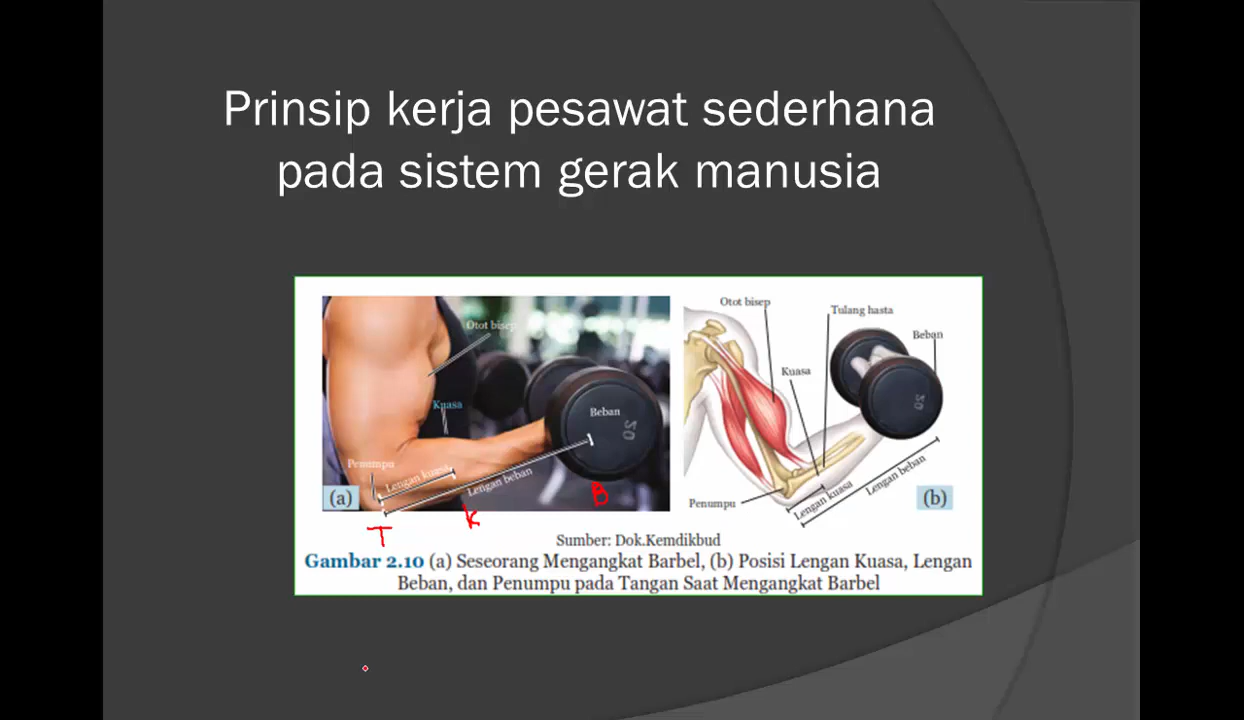 Prinsip kerja pesawat sederhana
pada sistem gerak manusia
Otot bisep
Kuasa
Beban
20
Penumpu
Lengan kuasa
Lengan beban
(a)
T
K
B
Otot bisep
Tulang hasta
Beban
Kuasa
20
Penumpu
Lengan kuasa
Lengan beban
(b)
Sumber: Dok.Kemdikbud
Gambar 2.10 (a) Seseorang Mengangkat Barbel, (b) Posisi Lengan Kuasa, Lengan
Beban, dan Penumpu pada Tangan Saat Mengangkat Barbel